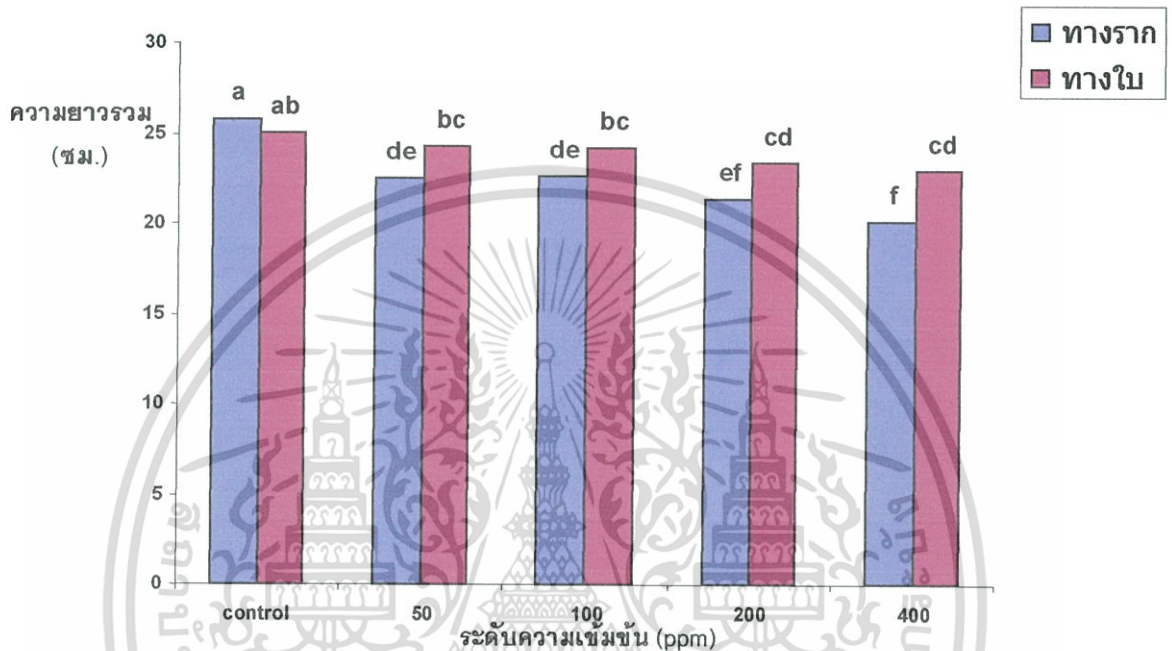 ทางราก
ทางใบ
ความยาวรวม
(ซม.)
30
25
20
15
10
5
0
a
ab
de
bc
de
bc
ef
cd
f
cd
control
50
100
200
400
ระดับความเข้มข้น (ppm)